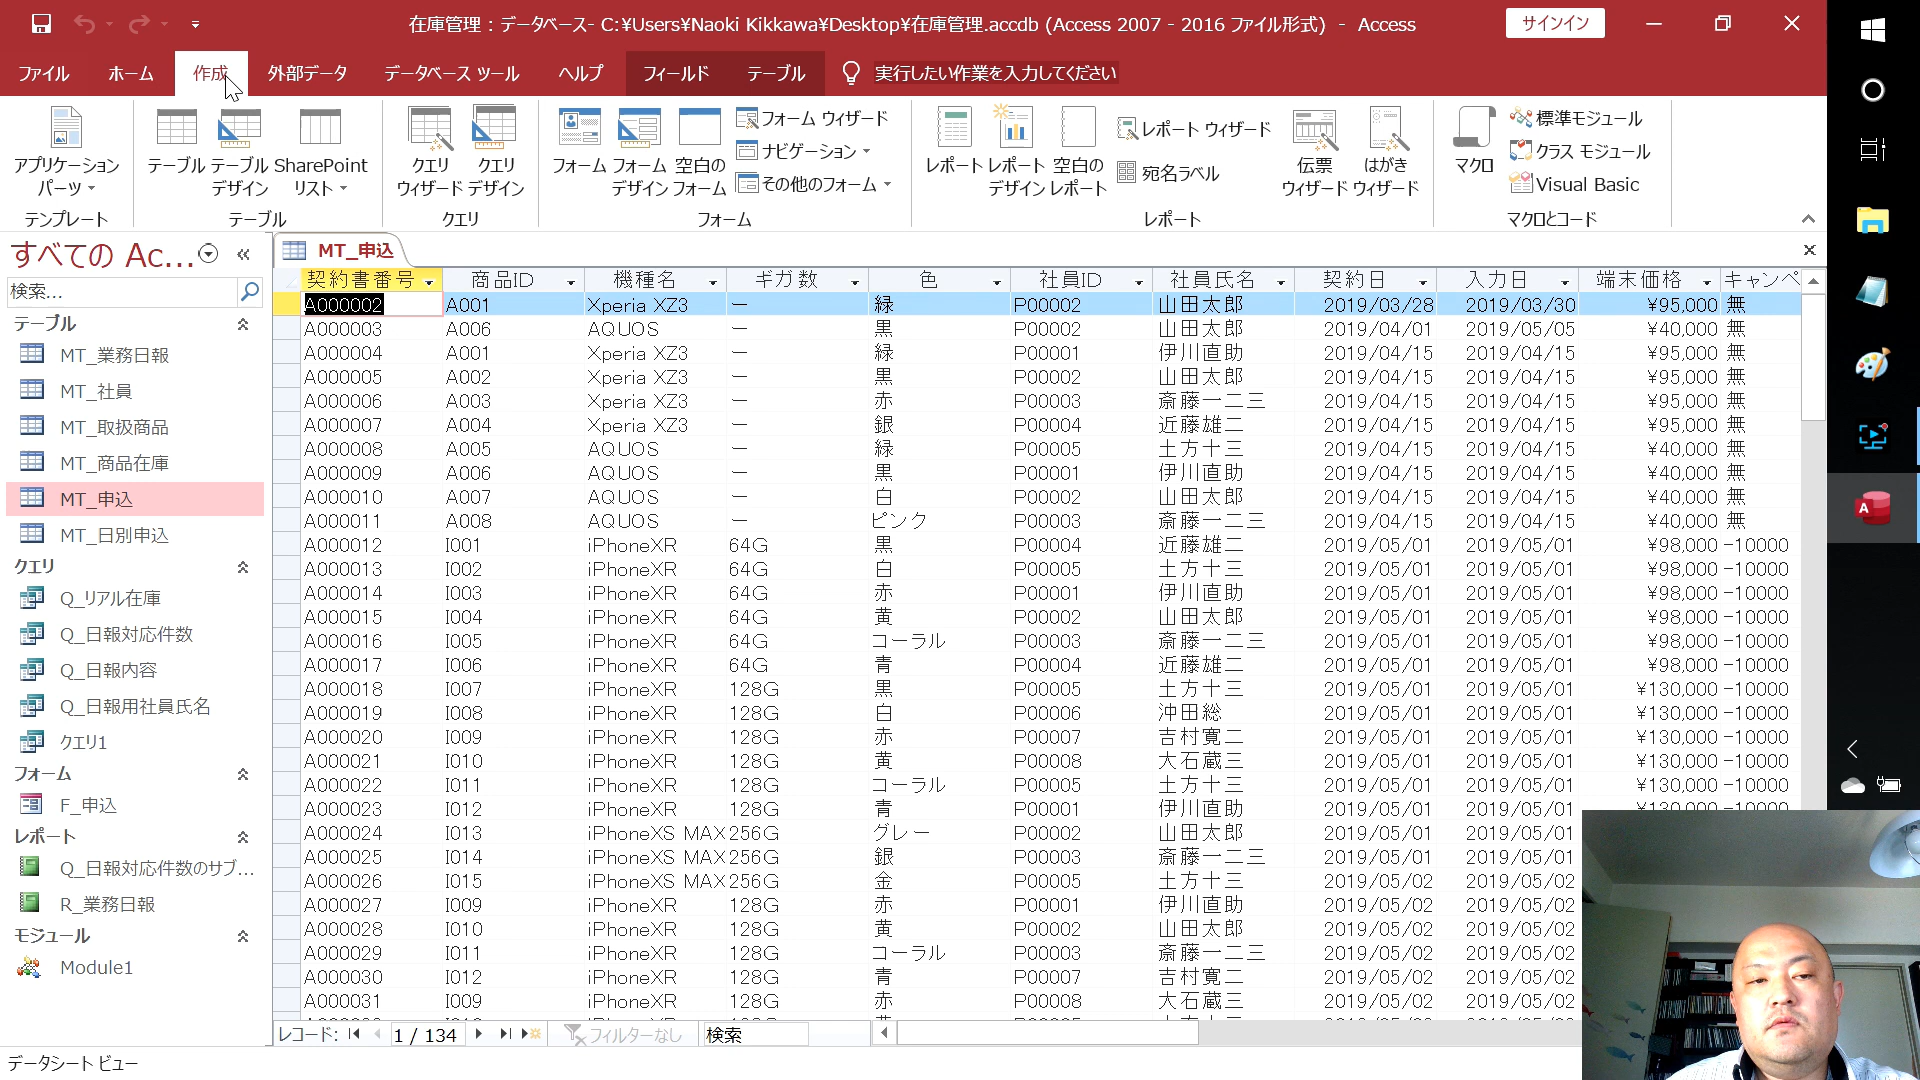 在庫管理 : データベース- C:¥Users¥Naoki Kikkawa¥Desktop¥在庫管理.accdb (Access 2007 - 2016 ファイル形式) - Access
サインイン
ファイル ホーム 作成 外部データ データベース ツール ヘルプ フィールド テーブル 実行したい作業を入力してください
アプリケーション パーツ
テーブル
テーブル デザイン
SharePoint リスト
クエリ ウィザード
クエリ デザイン
フォーム
フォーム デザイン
空白の フォーム
フォーム ウィザード
ナビゲーション
その他のフォーム
レポート
レポート デザイン
空白の レポート
レポート ウィザード
宛名ラベル
伝票 ウィザード
はがき ウィザード
マクロ
標準モジュール
クラス モジュール
Visual Basic
テンプレート テーブル クエリ フォーム レポート マクロとコード
すべての Ac...
検索...
テーブル
MT_業務日報
MT_社員
MT_取扱商品
MT_商品在庫
MT_申込
MT_日別申込
クエリ
Q_リアル在庫
Q_日報対応件数
Q_日報内容
Q_日報用社員氏名
クエリ1
フォーム
F_申込
レポート
Q_日報対応件数のサブ...
R_業務日報
モジュール
Module1
MT_申込
契約書番号 商品ID 機種名 ギガ数 色 社員ID 社員氏名 契約日 入力日 端末価格 キャンペ
A000002 A001 Xperia XZ3 ー 緑 P00002 山田太郎 2019/03/28 2019/03/30 ¥95,000 無
A000003 A006 AQUOS ー 黒 P00002 山田太郎 2019/04/01 2019/05/05 ¥40,000 無
A000004 A001 Xperia XZ3 ー 緑 P00001 伊川直助 2019/04/15 2019/04/15 ¥95,000 無
A000005 A002 Xperia XZ3 ー 黒 P00002 山田太郎 2019/04/15 2019/04/15 ¥95,000 無
A000006 A003 Xperia XZ3 ー 赤 P00003 斎藤一二三 2019/04/15 2019/04/15 ¥95,000 無
A000007 A004 Xperia XZ3 ー 銀 P00004 近藤雄二 2019/04/15 2019/04/15 ¥95,000 無
A000008 A005 AQUOS ー 緑 P00005 土方十三 2019/04/15 2019/04/15 ¥40,000 無
A000009 A006 AQUOS ー 黒 P00001 伊川直助 2019/04/15 2019/04/15 ¥40,000 無
A000010 A007 AQUOS ー 白 P00002 山田太郎 2019/04/15 2019/04/15 ¥40,000 無
A000011 A008 AQUOS ー ピンク P00003 斎藤一二三 2019/04/15 2019/04/15 ¥40,000 無
A000012 I001 iPhoneXR 64G 黒 P00004 近藤雄二 2019/05/01 2019/05/01 ¥98,000 -10000
A000013 I002 iPhoneXR 64G 白 P00005 土方十三 2019/05/01 2019/05/01 ¥98,000 -10000
A000014 I003 iPhoneXR 64G 赤 P00001 伊川直助 2019/05/01 2019/05/01 ¥98,000 -10000
A000015 I004 iPhoneXR 64G 黄 P00002 山田太郎 2019/05/01 2019/05/01 ¥98,000 -10000
A000016 I005 iPhoneXR 64G コーラル P00003 斎藤一二三 2019/05/01 2019/05/01 ¥98,000 -10000
A000017 I006 iPhoneXR 64G 青 P00004 近藤雄二 2019/05/01 2019/05/01 ¥98,000 -10000
A000018 I007 iPhoneXR 128G 黒 P00005 土方十三 2019/05/01 2019/05/01 ¥130,000 -10000
A000019 I008 iPhoneXR 128G 白 P00006 沖田総 2019/05/01 2019/05/01 ¥130,000 -10000
A000020 I009 iPhoneXR 128G 赤 P00007 吉村寛二 2019/05/01 2019/05/01 ¥130,000 -10000
A000021 I010 iPhoneXR 128G 黄 P00008 大石蔵三 2019/05/01 2019/05/01 ¥130,000 -10000
A000022 I011 iPhoneXR 128G コーラル P00005 土方十三 2019/05/01 2019/05/01 ¥130,000 -10000
A000023 I012 iPhoneXR 128G 青 P00001 伊川直助 2019/05/01 2019/05/01 ¥130,000 -10000
A000024 I013 iPhoneXS MAX 256G グレー P00002 山田太郎 2019/05/01 2019/05/01
A000025 I014 iPhoneXS MAX 256G 銀 P00003 斎藤一二三 2019/05/01 2019/05/01
A000026 I015 iPhoneXS MAX 256G 金 P00005 土方十三 2019/05/02 2019/05/02
A000027 I009 iPhoneXR 128G 赤 P00001 伊川直助 2019/05/02 2019/05/02
A000028 I010 iPhoneXR 128G 黄 P00002 山田太郎 2019/05/02 2019/05/02
A000029 I011 iPhoneXR 128G コーラル P00003 斎藤一二三 2019/05/02 2019/05/02
A000030 I012 iPhoneXR 128G 青 P00007 吉村寛二 2019/05/02 2019/05/02
A000031 I009 iPhoneXR 128G 赤 P00008 大石蔵三 2019/05/02 2019/05/02
レコード: 1 / 134 フィルターなし 検索
データシート ビュー